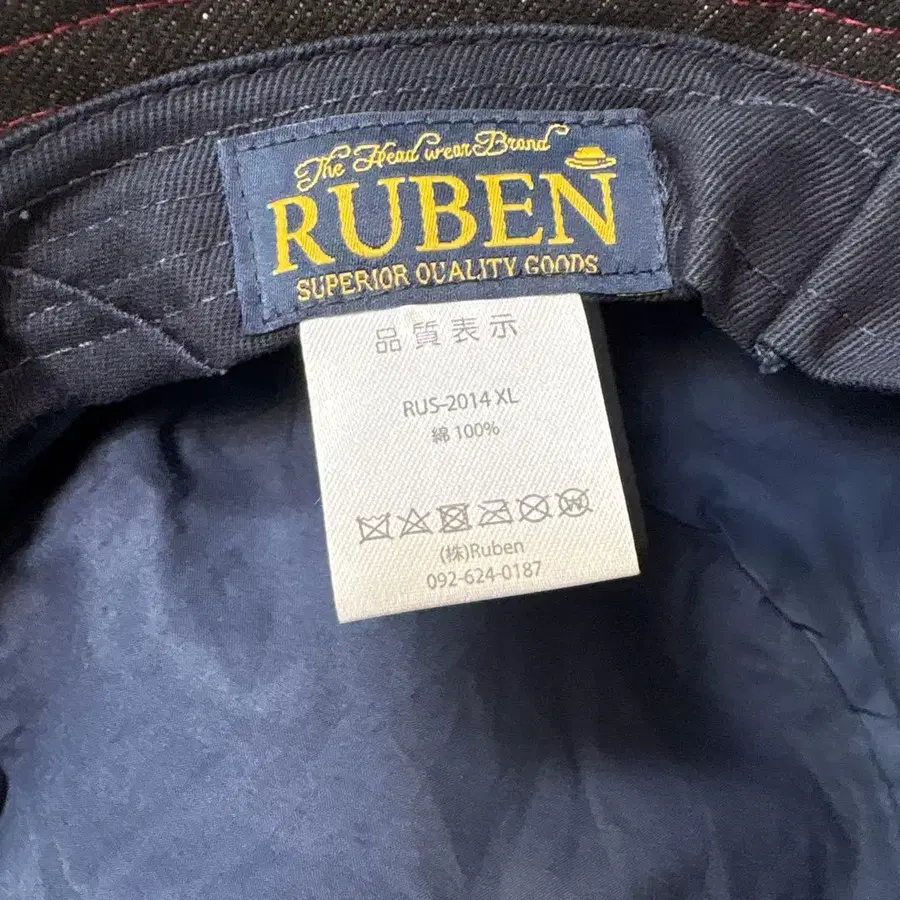 The Head wear Brand
RUBEN
SUPERIOR QUALITY GOODS
品質表示
RUS-2014 XL
綿 100%
(株)Ruben
092-624-0187